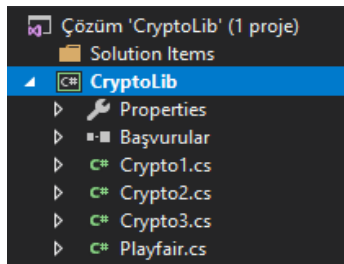 Çözüm 'CryptoLib' (1 proje)
Solution Items
C# CryptoLib
Properties
Başvurular
C# Crypto1.cs
C# Crypto2.cs
C# Crypto3.cs
C# Playfair.cs